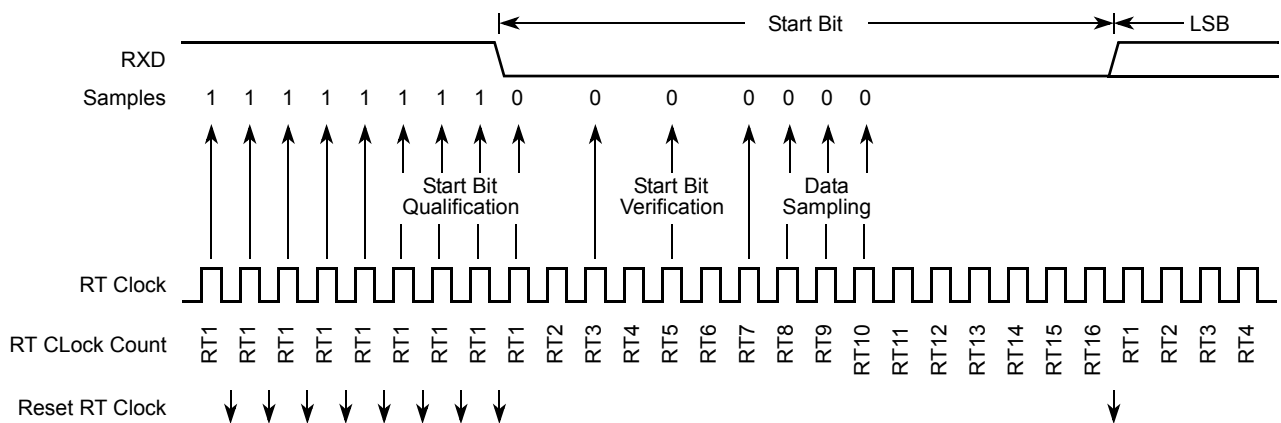 Start Bit LSB
RXD
Samples 1 1 1 1 1 1 1 1 0 0 0 0 0 0 0
Start Bit Qualification
Start Bit Verification
Data Sampling
RT Clock
RT CLock Count RT1 RT1 RT1 RT1 RT1 RT1 RT1 RT1 RT1 RT2 RT3 RT4 RT5 RT6 RT7 RT8 RT9 RT10 RT11 RT12 RT13 RT14 RT15 RT16 RT1 RT2 RT3 RT4
Reset RT Clock